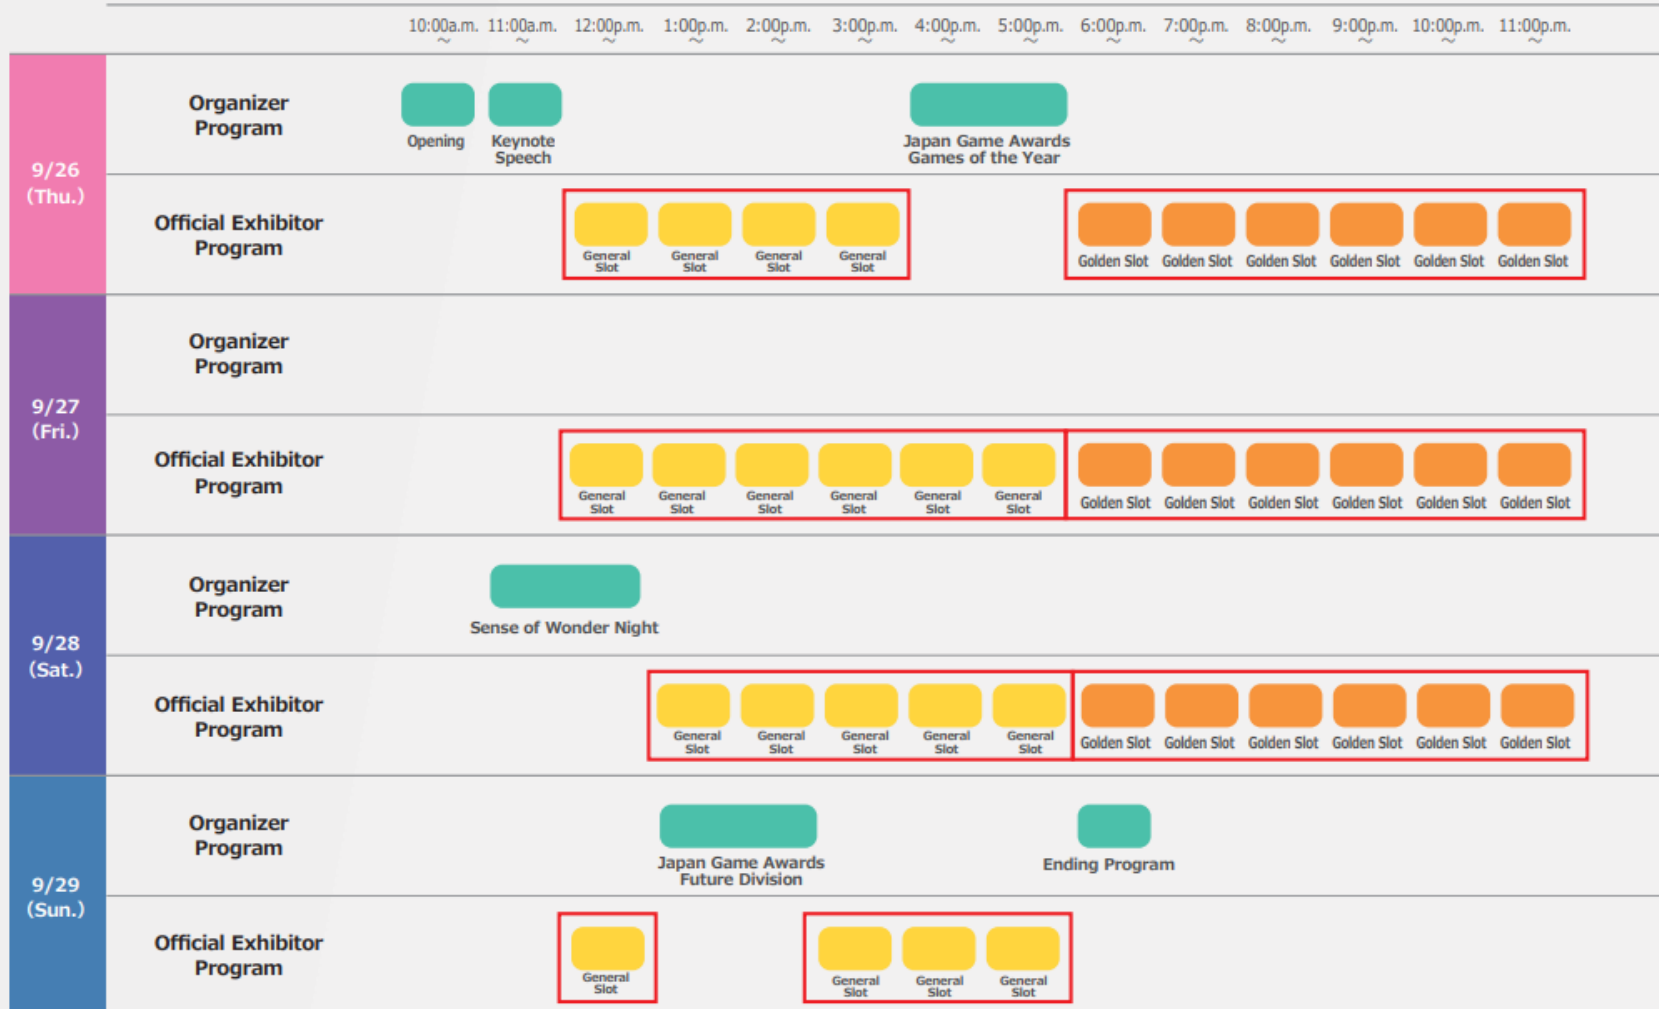 10:00a.m. 11:00a.m. 12:00p.m. 1:00p.m. 2:00p.m. 3:00p.m. 4:00p.m. 5:00p.m. 6:00p.m. 7:00p.m. 8:00p.m. 9:00p.m. 10:00p.m. 11:00p.m.
~ ~ ~ ~ ~ ~ ~ ~ ~ ~ ~ ~ ~ ~
9/26
(Thu.)
Organizer
Program
Opening
Keynote
Speech
Japan Game Awards
Games of the Year
Official Exhibitor
Program
General
Slot
General
Slot
General
Slot
General
Slot
Golden Slot Golden Slot Golden Slot Golden Slot Golden Slot Golden Slot
9/27
(Fri.)
Organizer
Program
Official Exhibitor
Program
General
Slot
General
Slot
General
Slot
General
Slot
General
Slot
General
Slot
Golden Slot Golden Slot Golden Slot Golden Slot Golden Slot Golden Slot
9/28
(Sat.)
Organizer
Program
Sense of Wonder Night
Official Exhibitor
Program
General
Slot
General
Slot
General
Slot
General
Slot
General
Slot
Golden Slot Golden Slot Golden Slot Golden Slot Golden Slot Golden Slot
9/29
(Sun.)
Organizer
Program
Japan Game Awards
Future Division
Ending Program
Official Exhibitor
Program
General
Slot
General
Slot
General
Slot
General
Slot